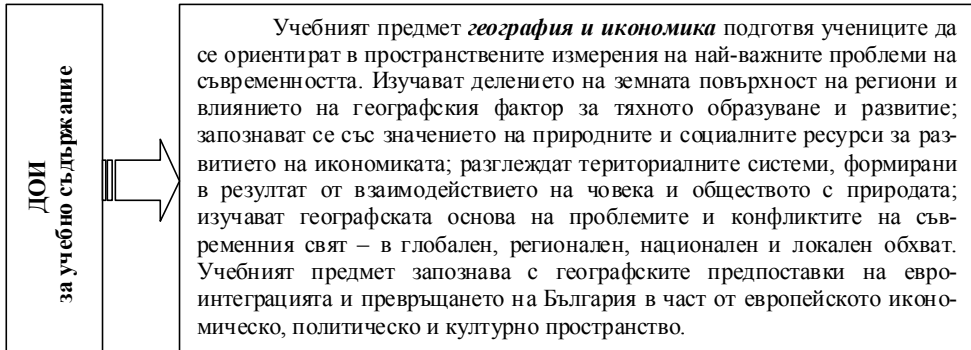 ДОИ
за учебно съдържание
Учебният предмет география и икономика подготвя учениците да
се ориентират в пространствените измерения на най-важните проблеми на
съвременността. Изучават делението на земната повърхност на региони и
влиянието на географския фактор за тяхното образуване и развитие;
запознават се със значението на природните и социалните ресурси за раз-
витието на икономиката; разглеждат териториалните системи, формирани
в резултат от взаимодействието на човека и обществото с природата;
изучават географската основа на проблемите и конфликтите на съв-
ременния свят – в глобален, регионален, национален и локален обхват.
Учебният предмет запознава с географските предпоставки на евро-
интеграцията и превръщането на България в част от европейското иконо-
мическо, политическо и културно пространство.